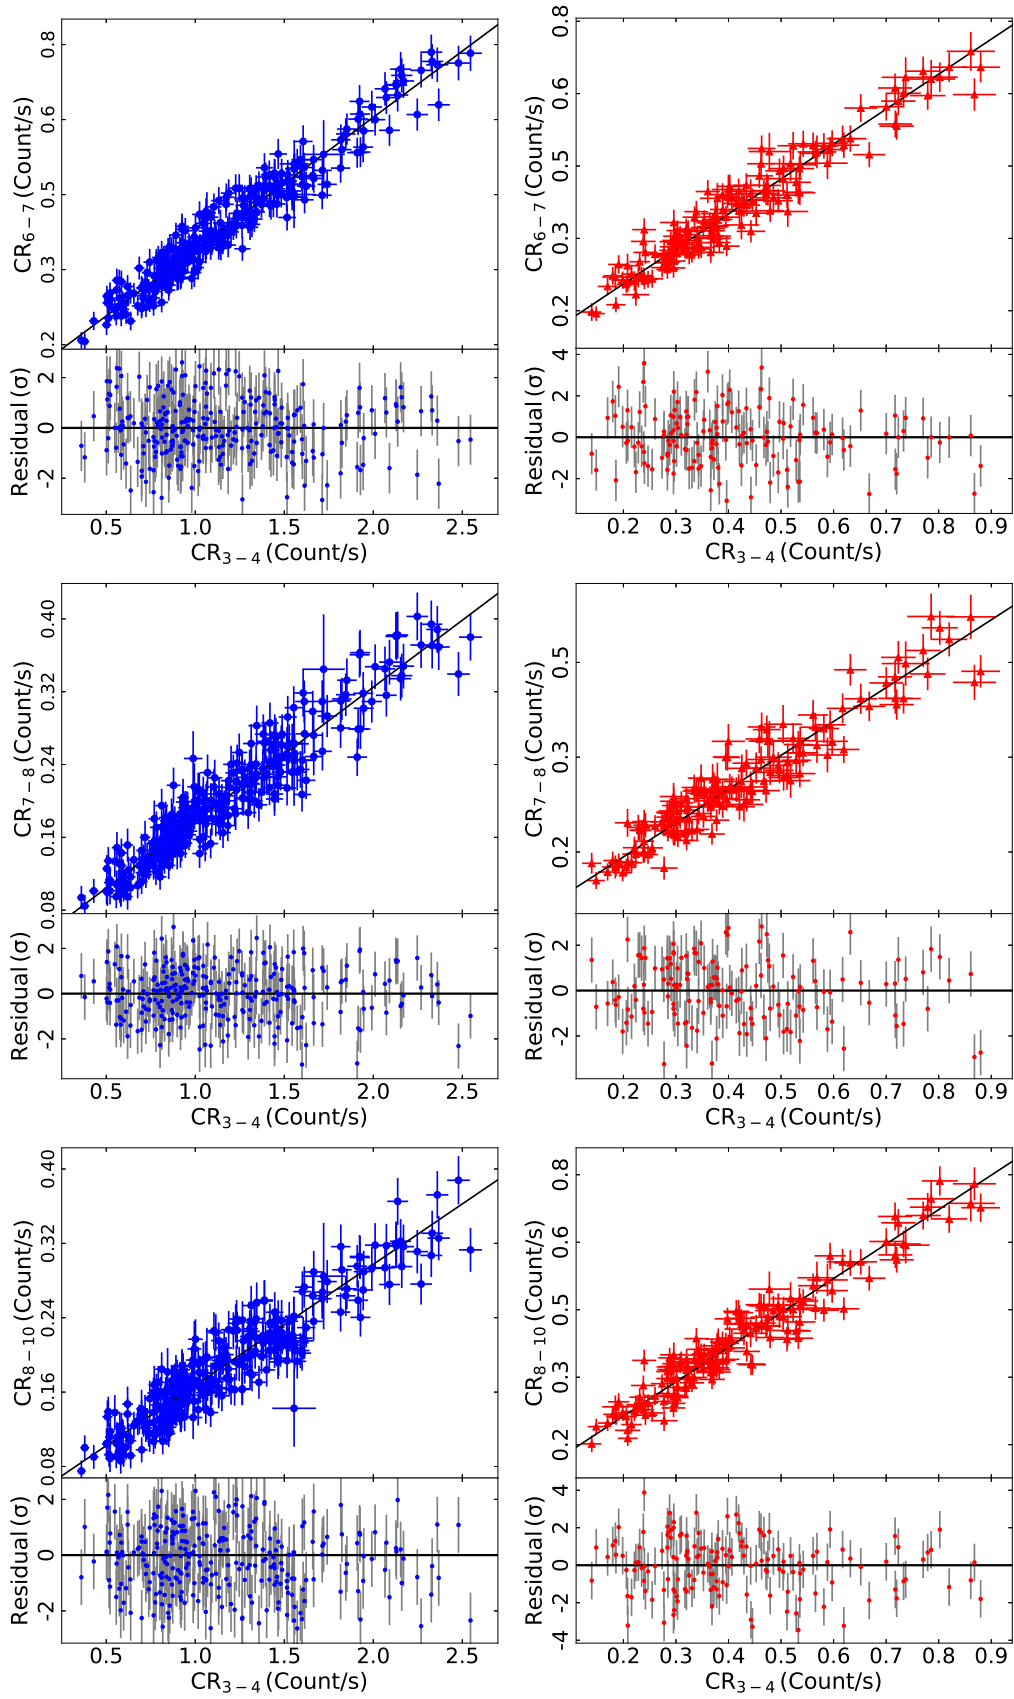 0.8
0.6
0.5
0.3
0.2
CR6−7 (Count/s)
2
0
2
Residual (σ)
0.5 1.0 1.5 2.0 2.5
CR3−4 (Count/s)
0.8
0.6
0.5
0.3
0.2
CR6−7 (Count/s)
4
2
0
-2
Residual (σ)
0.2 0.3 0.4 0.5 0.6 0.7 0.8 0.9
CR3−4 (Count/s)
0.40
0.32
0.24
0.16
0.08
CR7−8 (Count/s)
2
0
2
Residual (σ)
0.5 1.0 1.5 2.0 2.5
CR3−4 (Count/s)
0.5
0.3
0.2
CR7−8 (Count/s)
2
0
2
Residual (σ)
0.2 0.3 0.4 0.5 0.6 0.7 0.8 0.9
CR3−4 (Count/s)
0.40
0.32
0.24
0.16
0.08
CR8−10 (Count/s)
2
0
2
Residual (σ)
0.5 1.0 1.5 2.0 2.5
CR3−4 (Count/s)
0.8
0.6
0.5
0.3
0.2
CR8−10 (Count/s)
4
2
0
-2
-4
Residual (σ)
0.2 0.3 0.4 0.5 0.6 0.7 0.8 0.9
CR3−4 (Count/s)